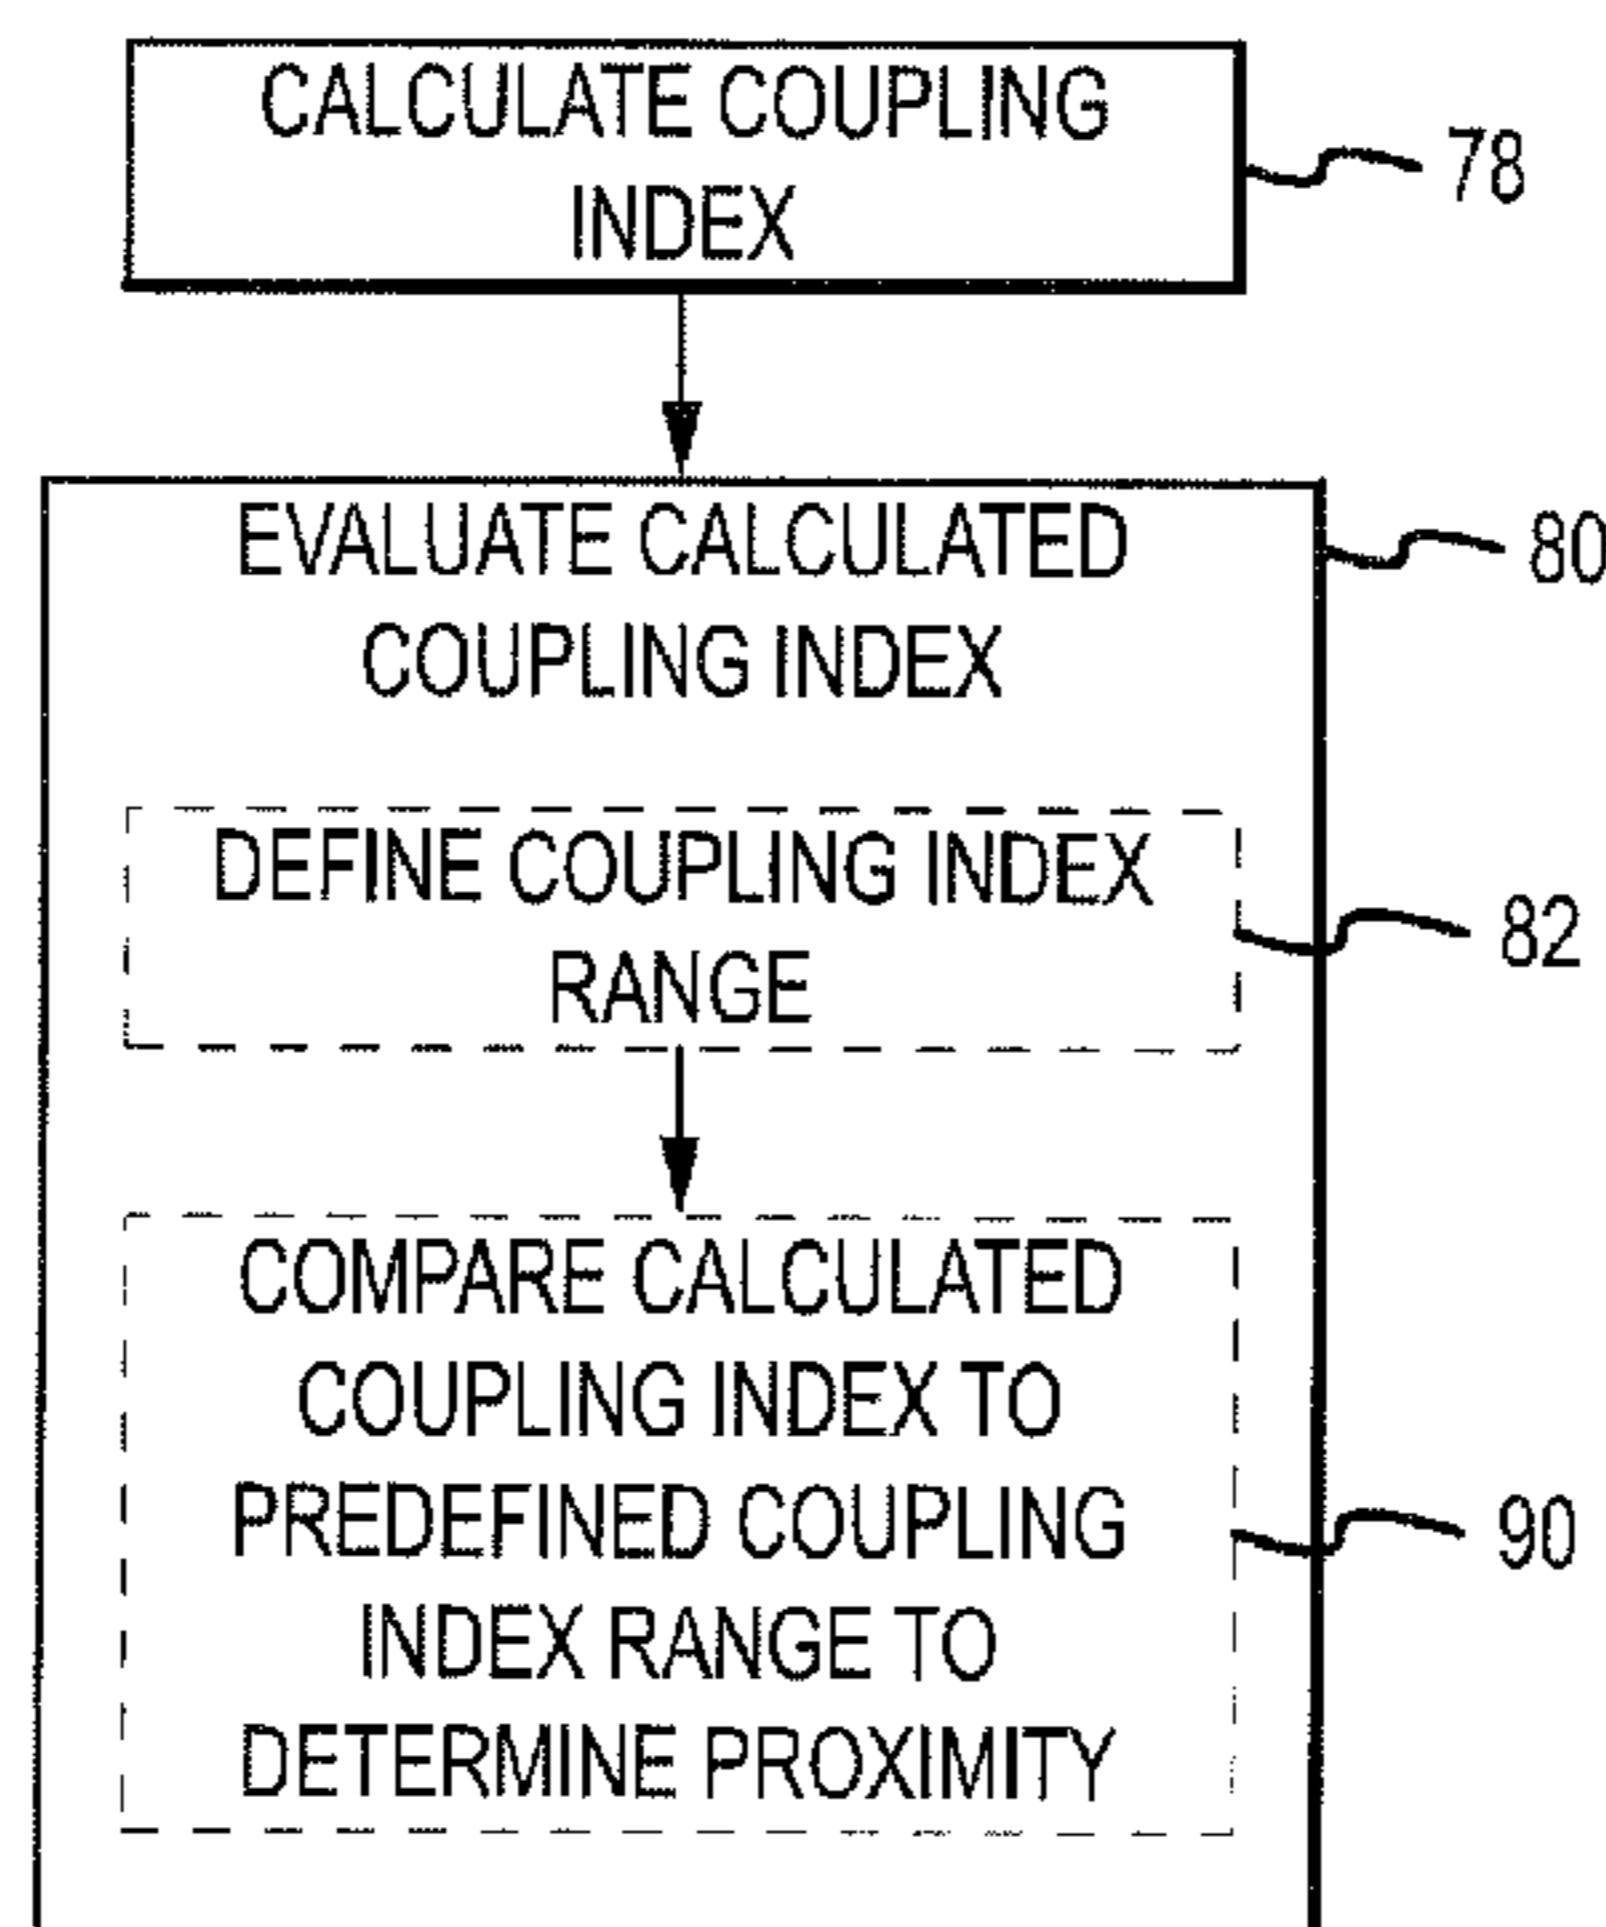 CALCULATE COUPLING
INDEX
78
EVALUATE CALCULATED
COUPLING INDEX
80
DEFINE COUPLING INDEX
RANGE
82
COMPARE CALCULATED
COUPLING INDEX TO
PREDEFINED COUPLING
INDEX RANGE TO
DETERMINE PROXIMITY
90